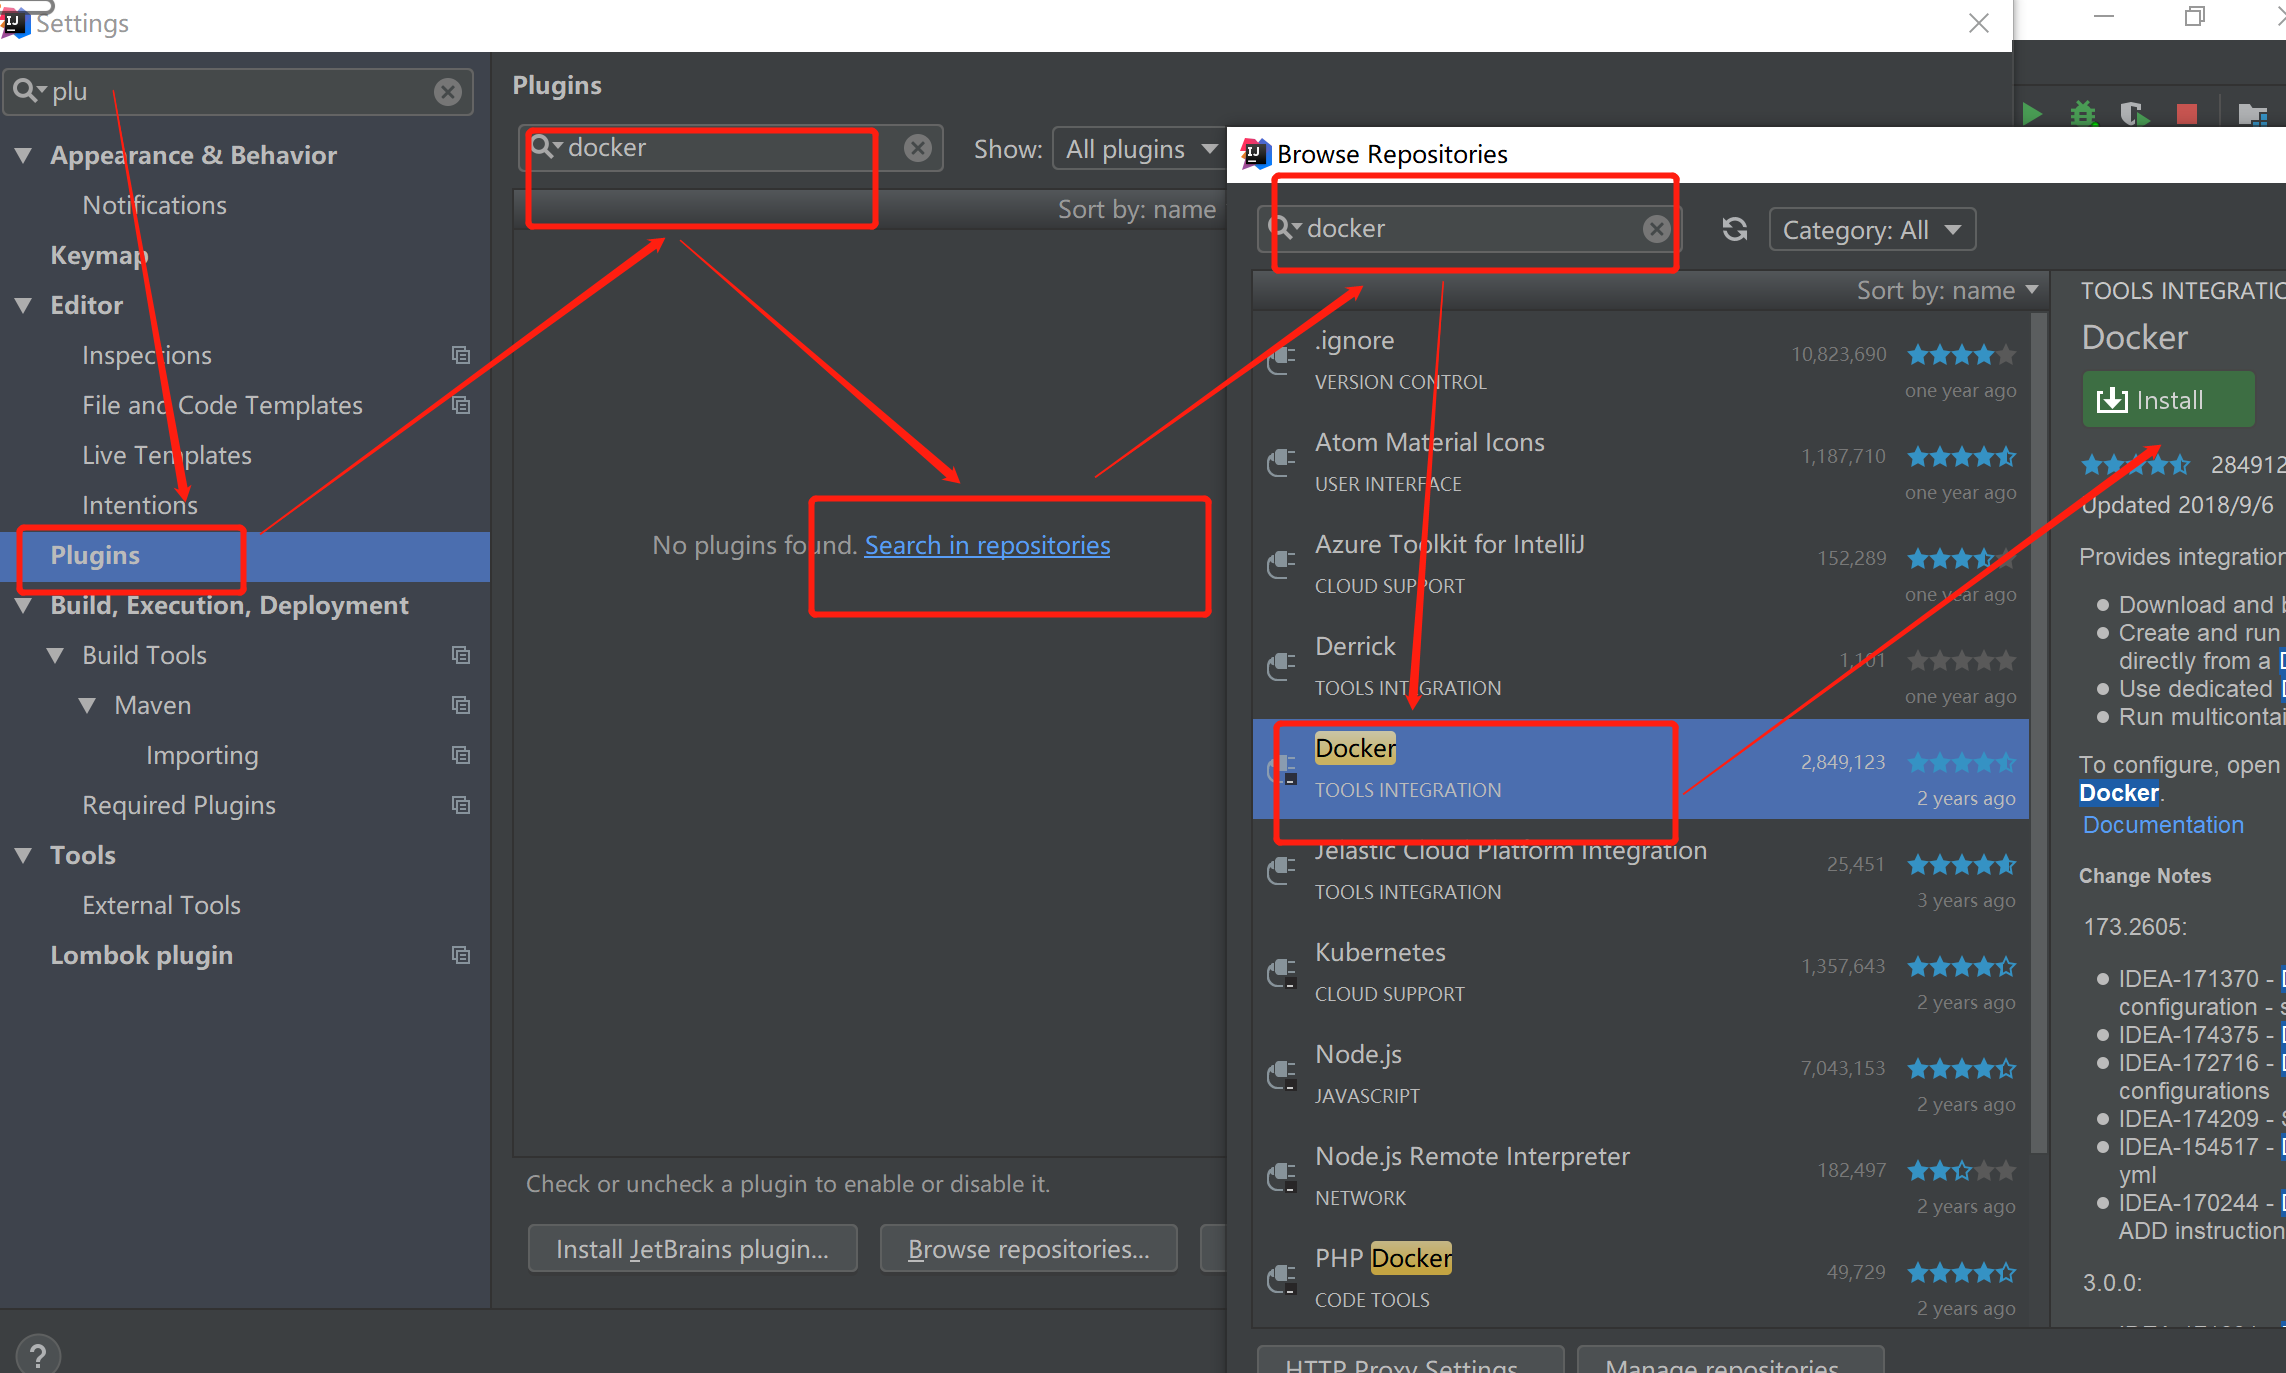 Settings
plu
Appearance & Behavior
Notifications
Keymap
Editor
Inspections
File and Code Templates
Live Templates
Intentions
Plugins
Build, Execution, Deployment
Build Tools
Maven
Importing
Required Plugins
Tools
External Tools
Lombok plugin
?
Plugins
docker
Show: All plugins
Sort by: name
No plugins found. Search in repositories
Check or uncheck a plugin to enable or disable it.
Install JetBrains plugin...
Browse repositories...
Browse Repositories
docker
Category: All
Sort by: name
.ignore
10,823,690
VERSION CONTROL
one year ago
Atom Material Icons
1,187,710
USER INTERFACE
one year ago
Azure Toolkit for IntelliJ
152,289
CLOUD SUPPORT
one year ago
Derrick
1,101
TOOLS INTEGRATION
one year ago
Docker
2,849,123
TOOLS INTEGRATION
2 years ago
Jelastic Cloud Platform Integration
25,451
TOOLS INTEGRATION
3 years ago
Kubernetes
1,357,643
CLOUD SUPPORT
2 years ago
Node.js
7,043,153
JAVASCRIPT
2 years ago
Node.js Remote Interpreter
182,497
NETWORK
2 years ago
PHP Docker
49,729
CODE TOOLS
2 years ago
HTTP Proxy Settings...
Manage repositories...
TOOLS INTEGRATIO
Docker
Install
284912
Updated 2018/9/6
Provides integration
Download and b
Create and run
directly from a D
Use dedicated D
Run multicontai
To configure, open
Docker.
Documentation
Change Notes
173.2605:
IDEA-171370 - D
configuration - s
IDEA-174375 - D
IDEA-172716 - D
configurations
IDEA-174209 - S
IDEA-154517 - D
yml
IDEA-170244 - D
ADD instruction
3.0.0: